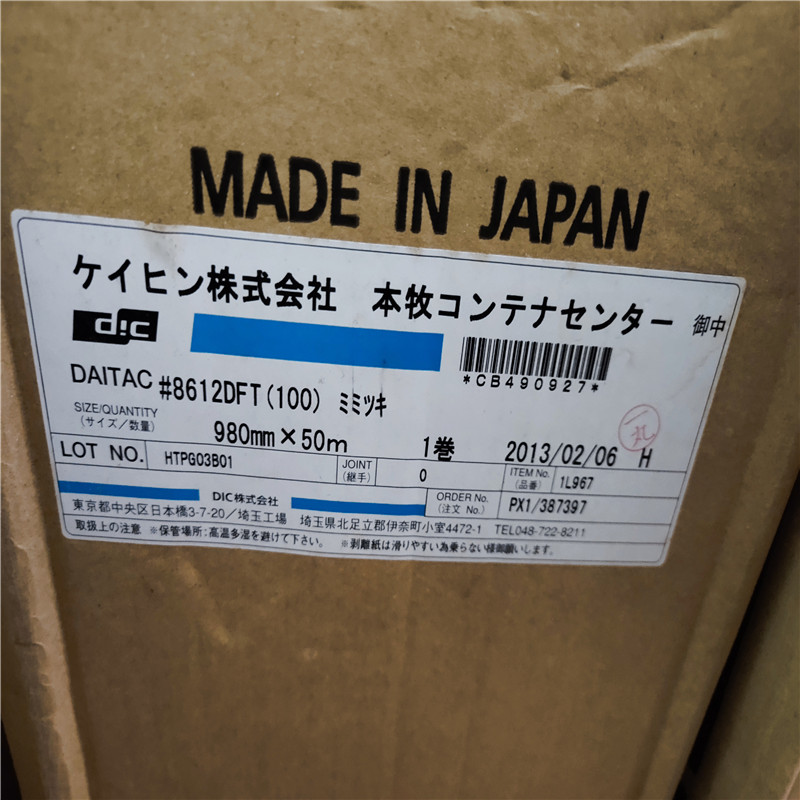 MADE IN JAPAN
ケイヒン株式会社 本牧コンテナセンター 御中
dic
*CB490927*
DAITAC #8612DFT(100) ミミツキ
SIZE/QUANTITY
(サイズ/数量)
980mm×50m 1巻 2013/02/06 H
LOT NO. HTPG03B01 JOINT (継手) 0 ITEM No. (品番) 1L967
ORDER No. (注文 No.) PX1/387397
DIC株式会社
東京都中央区日本橋3-7-20/埼玉工場 埼玉県北足立郡伊奈町小室4472-1 TEL048-722-8211
取扱上の注意 ※保管場所:高温多湿を避けて下さい。 ※剥離紙は滑りやすい為乗らない様御願いします。